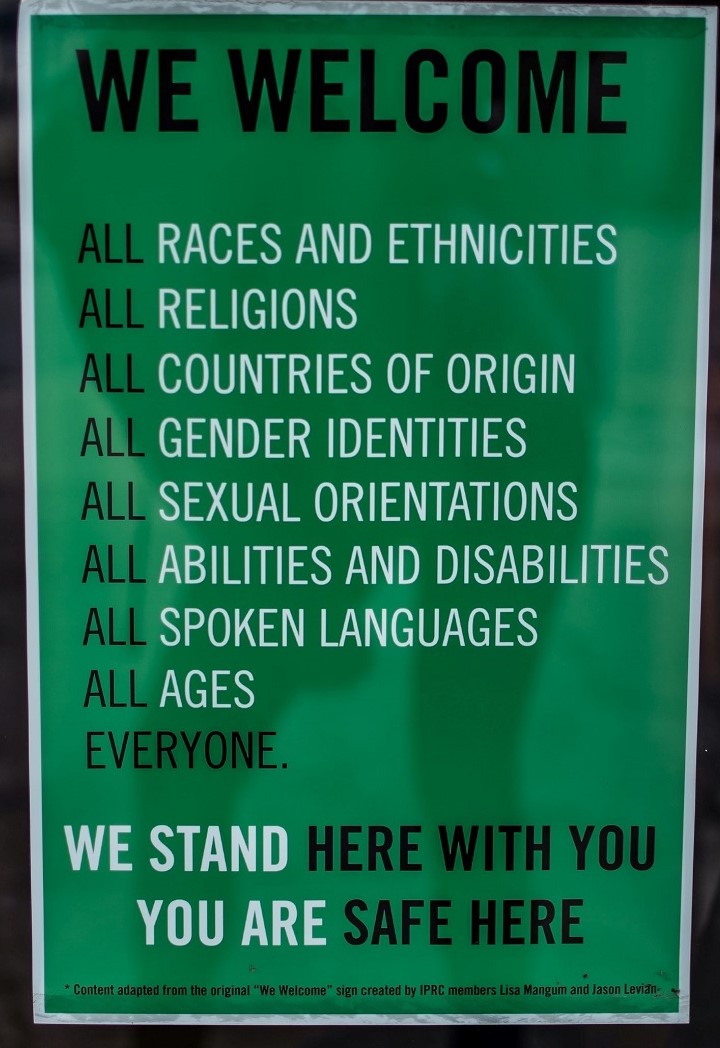 WE WELCOME
ALL RACES AND ETHNICITIES
ALL RELIGIONS
ALL COUNTRIES OF ORIGIN
ALL GENDER IDENTITIES
ALL SEXUAL ORIENTATIONS
ALL ABILITIES AND DISABILITIES
ALL SPOKEN LANGUAGES
ALL AGES
EVERYONE.
WE STAND HERE WITH YOU
YOU ARE SAFE HERE
* Content adapted from the original “We Welcome” sign created by IPRC members Lisa Mangum and Jason Levian